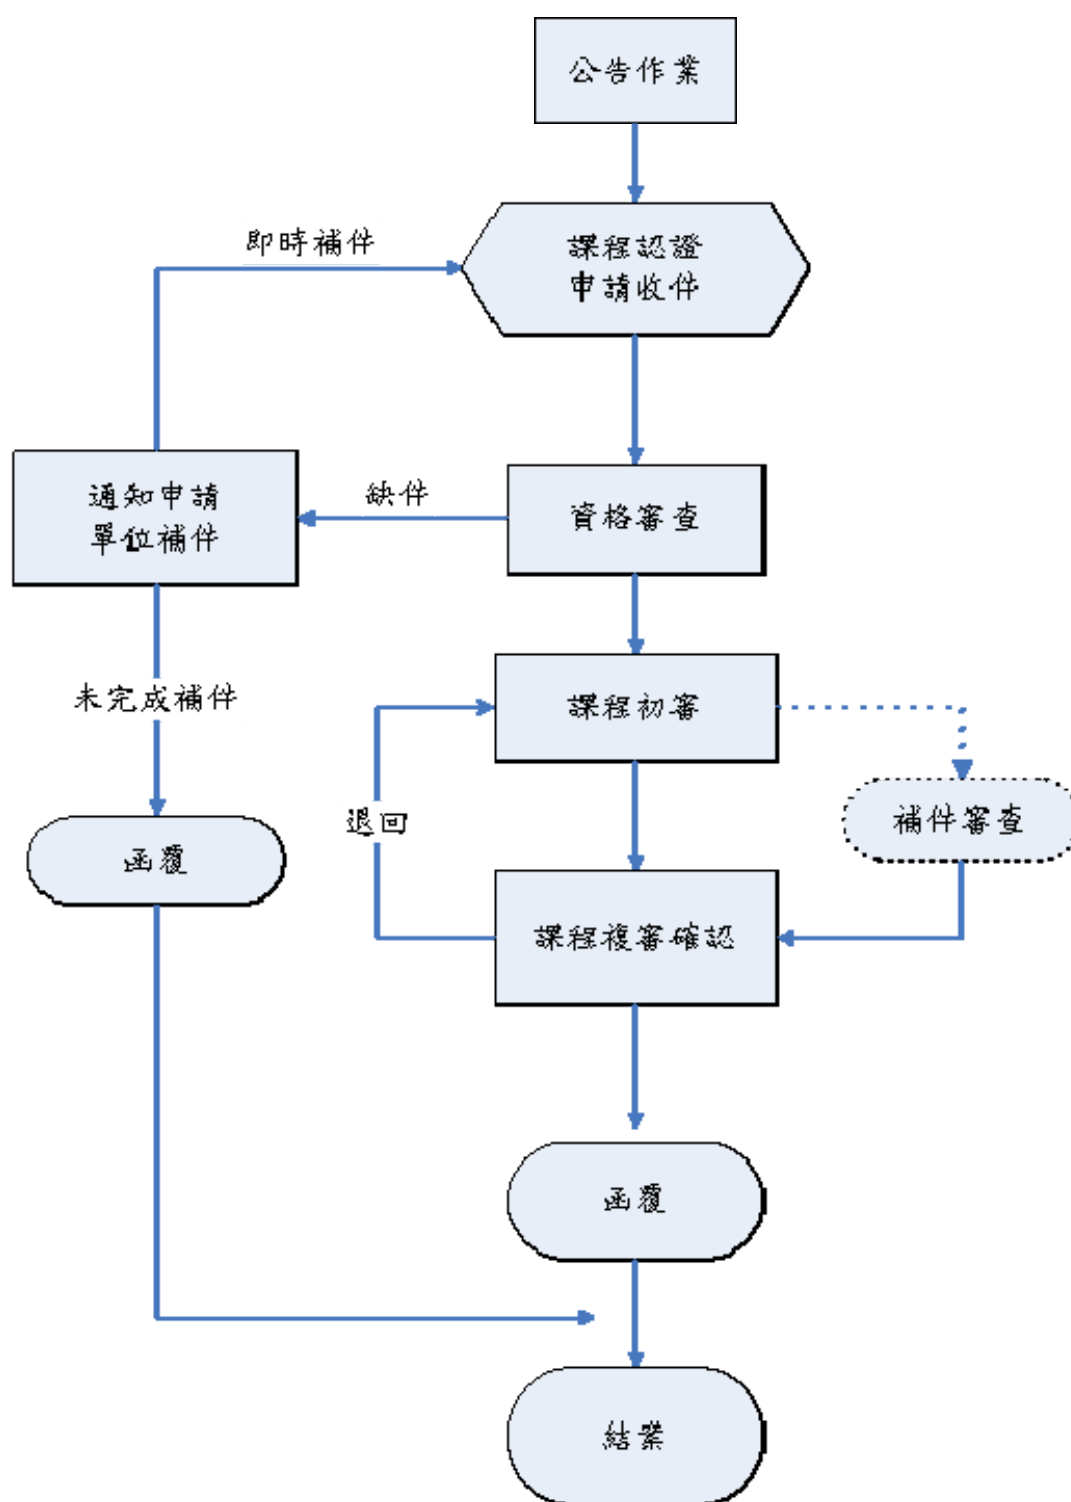 公告作業
即時補件
課程認證
申請收件
通知申請
單位補件
缺件
資格審查
未完成補件
課程初審
退回
補件審查
函覆
課程複審確認
函覆
結案